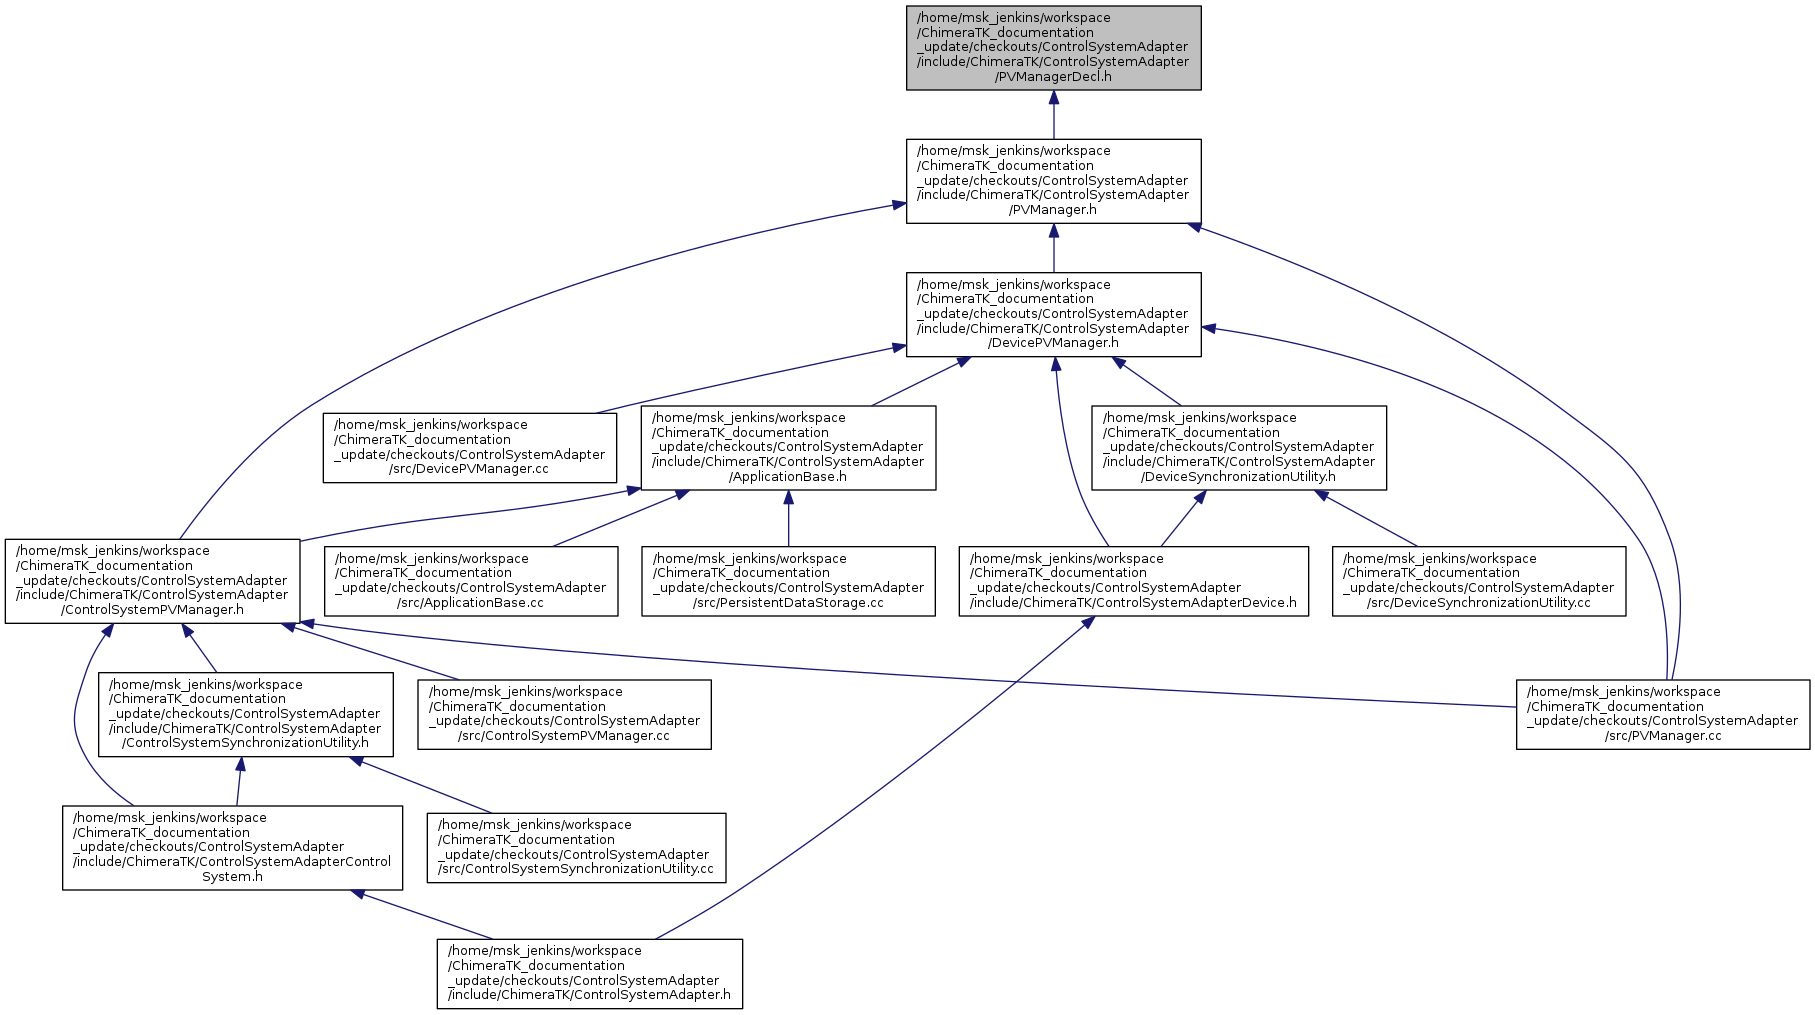 /home/msk_jenkins/workspace
/ChimeraTK_documentation
_update/checkouts/ControlSystemAdapter
/include/ChimeraTK/ControlSystemAdapter
/PVManagerDecl.h
/home/msk_jenkins/workspace
/ChimeraTK_documentation
_update/checkouts/ControlSystemAdapter
/include/ChimeraTK/ControlSystemAdapter
/PVManager.h
/home/msk_jenkins/workspace
/ChimeraTK_documentation
_update/checkouts/ControlSystemAdapter
/include/ChimeraTK/ControlSystemAdapter
/DevicePVManager.h
/home/msk_jenkins/workspace
/ChimeraTK_documentation
_update/checkouts/ControlSystemAdapter
/src/DevicePVManager.cc
/home/msk_jenkins/workspace
/ChimeraTK_documentation
_update/checkouts/ControlSystemAdapter
/include/ChimeraTK/ControlSystemAdapter
/ApplicationBase.h
/home/msk_jenkins/workspace
/ChimeraTK_documentation
_update/checkouts/ControlSystemAdapter
/include/ChimeraTK/ControlSystemAdapter
/DeviceSynchronizationUtility.h
/home/msk_jenkins/workspace
/ChimeraTK_documentation
_update/checkouts/ControlSystemAdapter
/include/ChimeraTK/ControlSystemAdapter
/ControlSystemPVManager.h
/home/msk_jenkins/workspace
/ChimeraTK_documentation
_update/checkouts/ControlSystemAdapter
/src/ApplicationBase.cc
/home/msk_jenkins/workspace
/ChimeraTK_documentation
_update/checkouts/ControlSystemAdapter
/src/PersistentDataStorage.cc
/home/msk_jenkins/workspace
/ChimeraTK_documentation
_update/checkouts/ControlSystemAdapter
/include/ChimeraTK/ControlSystemAdapterDevice.h
/home/msk_jenkins/workspace
/ChimeraTK_documentation
_update/checkouts/ControlSystemAdapter
/src/DeviceSynchronizationUtility.cc
/home/msk_jenkins/workspace
/ChimeraTK_documentation
_update/checkouts/ControlSystemAdapter
/include/ChimeraTK/ControlSystemAdapter
/ControlSystemSynchronizationUtility.h
/home/msk_jenkins/workspace
/ChimeraTK_documentation
_update/checkouts/ControlSystemAdapter
/src/ControlSystemPVManager.cc
/home/msk_jenkins/workspace
/ChimeraTK_documentation
_update/checkouts/ControlSystemAdapter
/src/PVManager.cc
/home/msk_jenkins/workspace
/ChimeraTK_documentation
_update/checkouts/ControlSystemAdapter
/include/ChimeraTK/ControlSystemAdapterControl
System.h
/home/msk_jenkins/workspace
/ChimeraTK_documentation
_update/checkouts/ControlSystemAdapter
/src/ControlSystemSynchronizationUtility.cc
/home/msk_jenkins/workspace
/ChimeraTK_documentation
_update/checkouts/ControlSystemAdapter
/include/ChimeraTK/ControlSystemAdapter.h